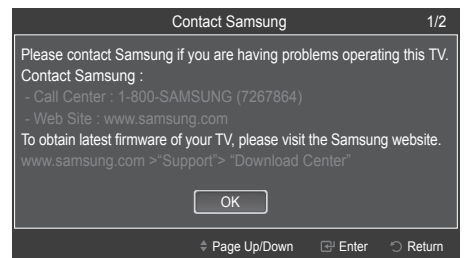 Contact Samsung 1/2
Please contact Samsung if you are having problems operating this TV.
Contact Samsung :
- Call Center : 1-800-SAMSUNG (7267864)
- Web Site : www.samsung.com
To obtain latest firmware of your TV, please visit the Samsung website.
www.samsung.com >“Support”> “Download Center”
OK
Page Up/Down Enter Return